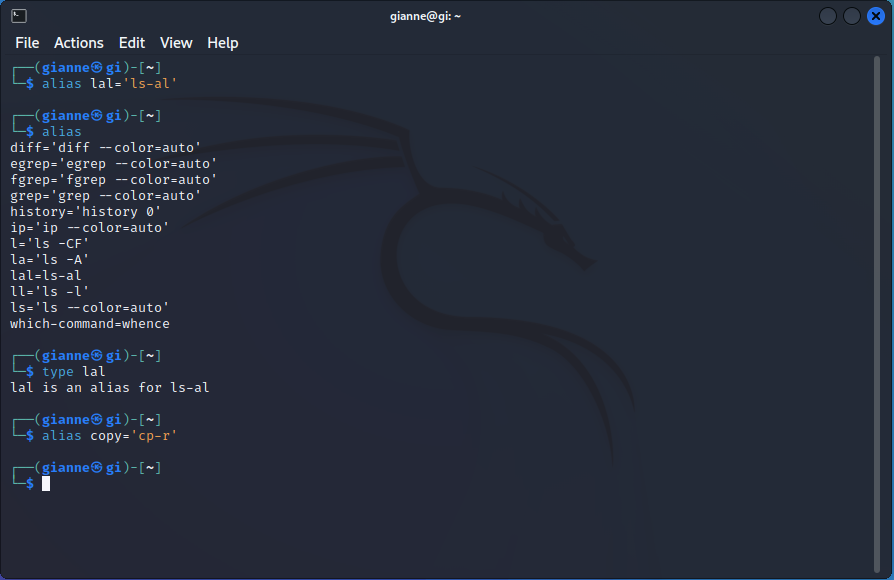 gianne@gi: ~
File Actions Edit View Help
┌──(gianne㉿gi)-[~]
└─$ alias lal='ls-al'
┌──(gianne㉿gi)-[~]
└─$ alias
diff='diff --color=auto'
egrep='egrep --color=auto'
fgrep='fgrep --color=auto'
grep='grep --color=auto'
history='history 0'
ip='ip --color=auto'
l='ls -CF'
la='ls -A'
lal=ls-al
ll='ls -l'
ls='ls --color=auto'
which-command=whence
┌──(gianne㉿gi)-[~]
└─$ type lal
lal is an alias for ls-al
┌──(gianne㉿gi)-[~]
└─$ alias copy='cp-r'
┌──(gianne㉿gi)-[~]
└─$